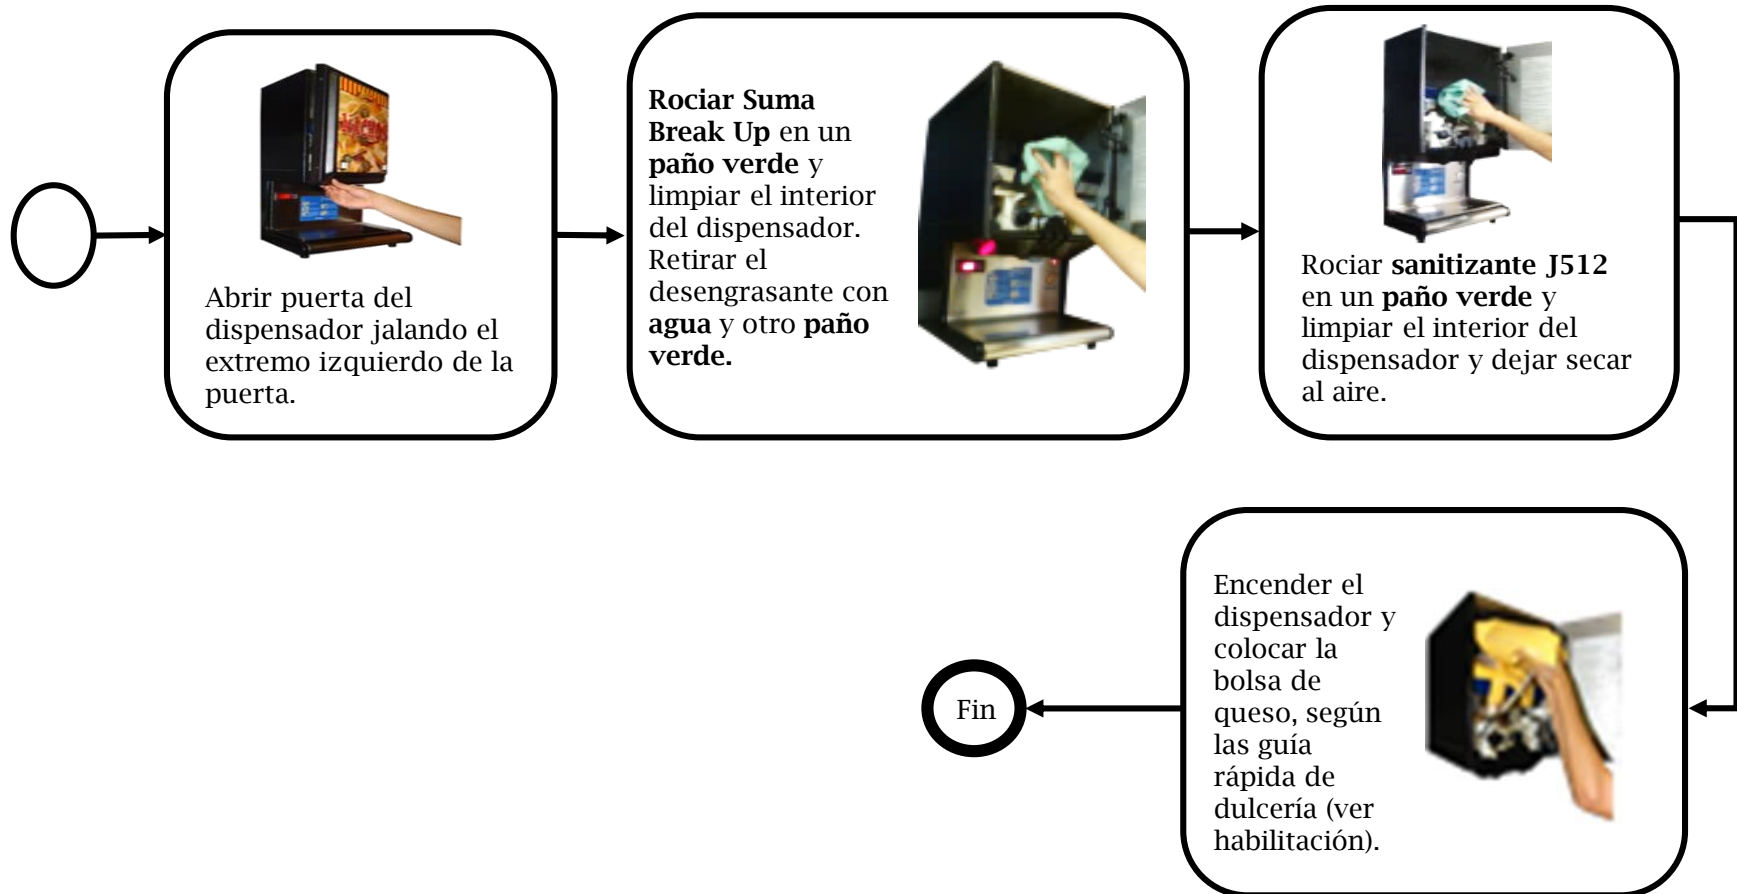 Abrir puerta del
dispensador jalando el
extremo izquierdo de la
puerta.
Rociar Suma
Break Up en un
paño verde y
limpiar el interior
del dispensador.
Retirar el
desengrasante con
agua y otro paño
verde.
Rociar sanitizante J512
en un paño verde y
limpiar el interior del
dispensador y dejar secar
al aire.
Encender el
dispensador y
colocar la
bolsa de
queso, según
las guía
rápida de
dulcería (ver
habilitación).
Fin